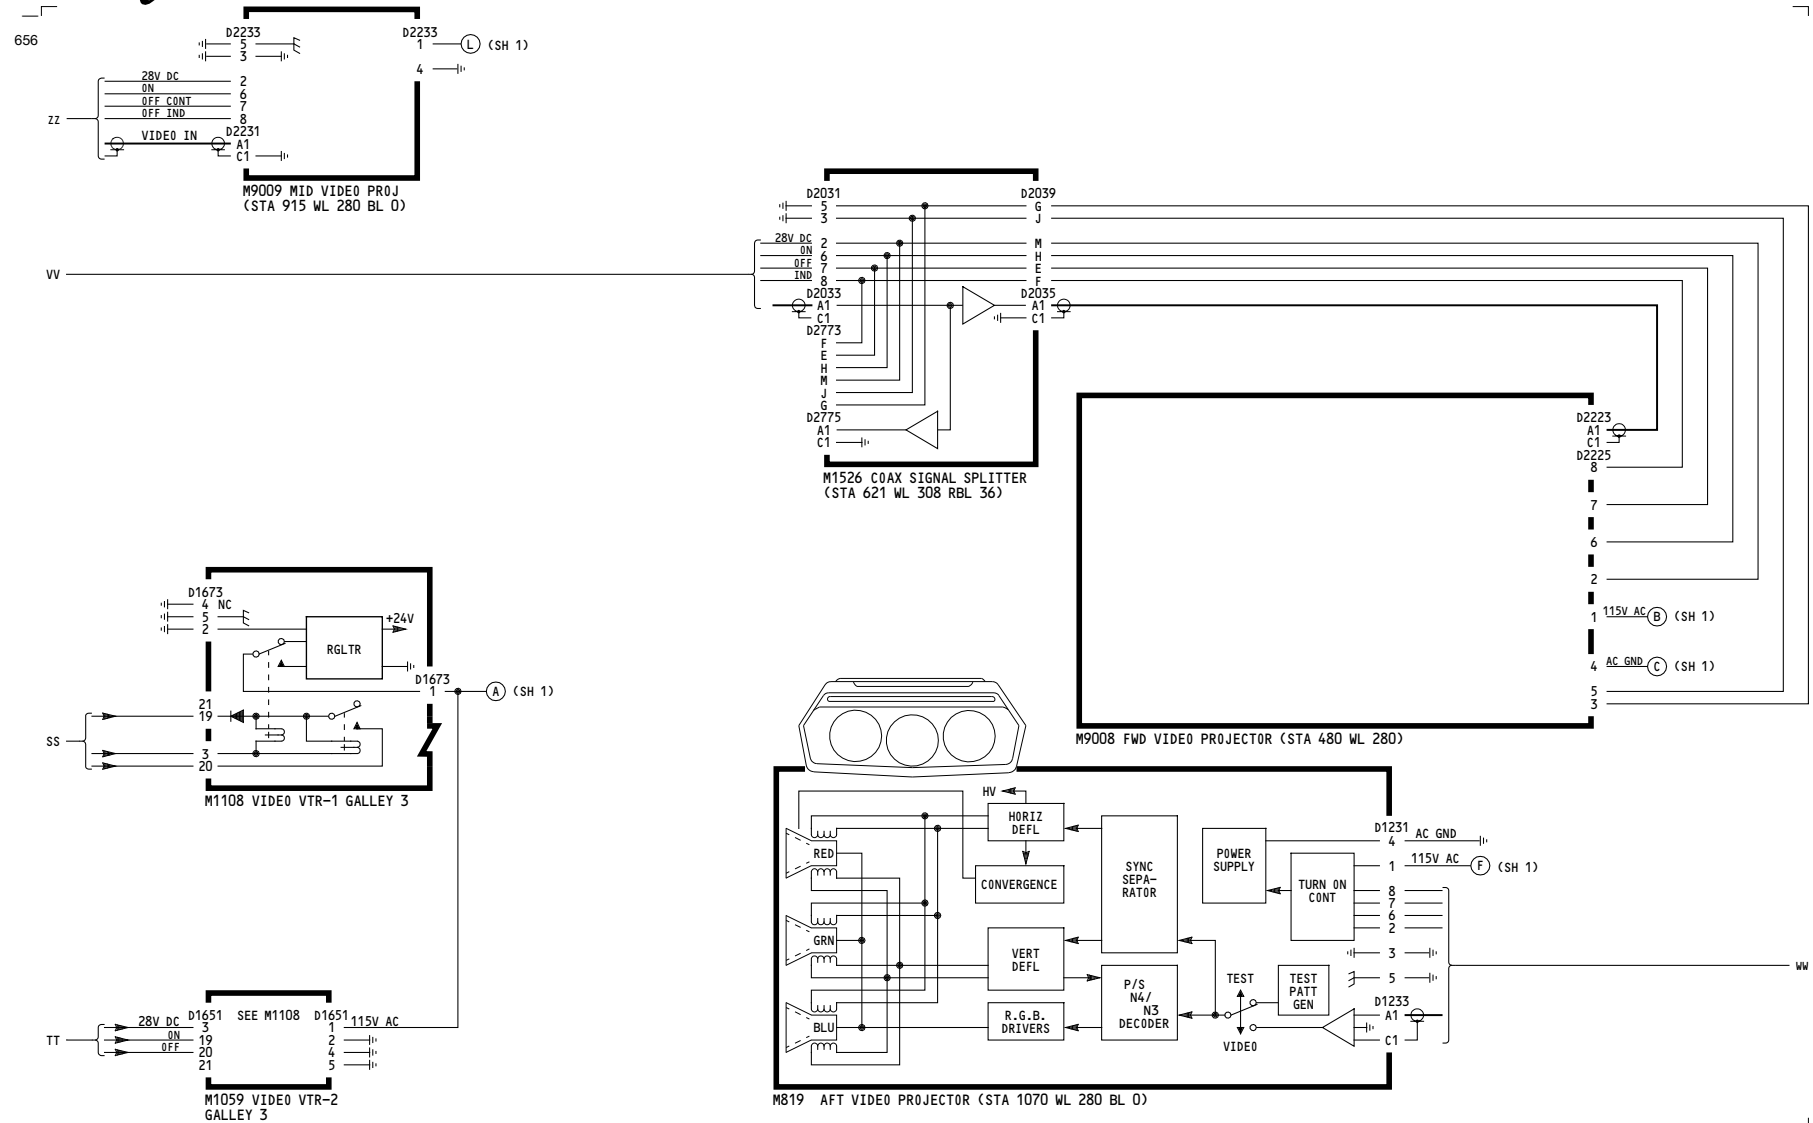 656
D2233
5
3
28V DC 2
ON 6
OFF CONT 7
OFF IND 8
D2231
VIDEO IN A1
C1
ZZ
D2233
1 L (SH 1)
4
M9009 MID VIDEO PROJ
(STA 915 WL 280 BL 0)
VV
D2031
5
3
28V DC 2
ON 6
OFF 7
IND 8
D2033
A1
C1
D2773
F
E
H
M
J
G
D2775
A1
C1
D2039
G
J
M
H
E
F
D2035
A1
C1
M1526 COAX SIGNAL SPLITTER
(STA 621 WL 308 RBL 36)
D2223
A1
C1
D2225
8
7
6
2
1 115V AC B (SH 1)
4 AC GND C (SH 1)
5
3
M9008 FWD VIDEO PROJECTOR (STA 480 WL 280)
D1673
4 NC
5
2
RGLTR
+24V
D1673
1 A (SH 1)
21
19
3
20
SS
M1108 VIDEO VTR-1 GALLEY 3
D1651
28V DC 3
ON 19
OFF 20
21
TT
SEE M1108
D1651
1 115V AC
2
4
5
M1059 VIDEO VTR-2
GALLEY 3
HV
HORIZ
DEFL
CONVERGENCE
RED
GRN
BLU
VERT
DEFL
R.G.B.
DRIVERS
SYNC
SEPA-
RATOR
P/S
N4/
N3
DECODER
TEST
VIDEO
TEST
PATT
GEN
POWER
SUPPLY
TURN ON
CONT
D1231
4 AC GND
1 115V AC F (SH 1)
8
7
6
2
3
5
D1233
A1
C1
WW
M819 AFT VIDEO PROJECTOR (STA 1070 WL 280 BL 0)